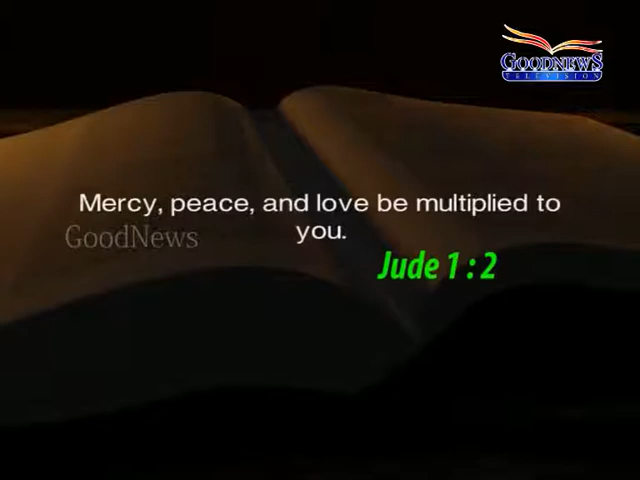 GOODNEWS
TELEVISION
Mercy, peace, and love be multiplied to
you.
GoodNews
Jude 1 : 2